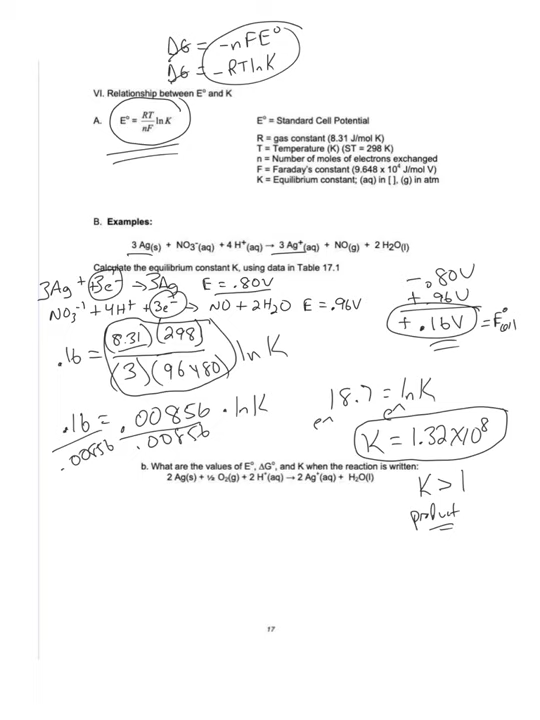 ΔG = -nFE°
ΔG = -RTlnK
VI. Relationship between E° and K
A. E° = RT/nF ln K
E° = Standard Cell Potential
R = gas constant (8.31 J/mol K)
T = Temperature (K) (ST = 298 K)
n = Number of moles of electrons exchanged
F = Faraday's constant (9.648 x 10⁴ J/mol V)
K = Equilibrium constant; (aq) in [ ], (g) in atm
B. Examples:
3 Ag(s) + NO₃⁻(aq) + 4 H⁺(aq) → 3 Ag⁺(aq) + NO(g) + 2 H₂O(l)
Calculate the equilibrium constant K, using data in Table 17.1
3Ag⁺ + 3e⁻ → 3Ag E = .80V
NO₃⁻¹ + 4H⁺ + 3e⁻ → NO + 2H₂O E = .96V
-.80V
+ .96V
+ .16V = E°cell
.16 = (8.31)(298)/(3)(96480) ln K
.16 = .00856 · lnK
.00856 .00856
18.7 = lnK
e^n e^n
K = 1.32X10⁸
K > 1
product
b. What are the values of E°, ΔG°, and K when the reaction is written:
2 Ag(s) + ½ O₂(g) + 2 H⁺(aq) → 2 Ag⁺(aq) + H₂O(l)
17